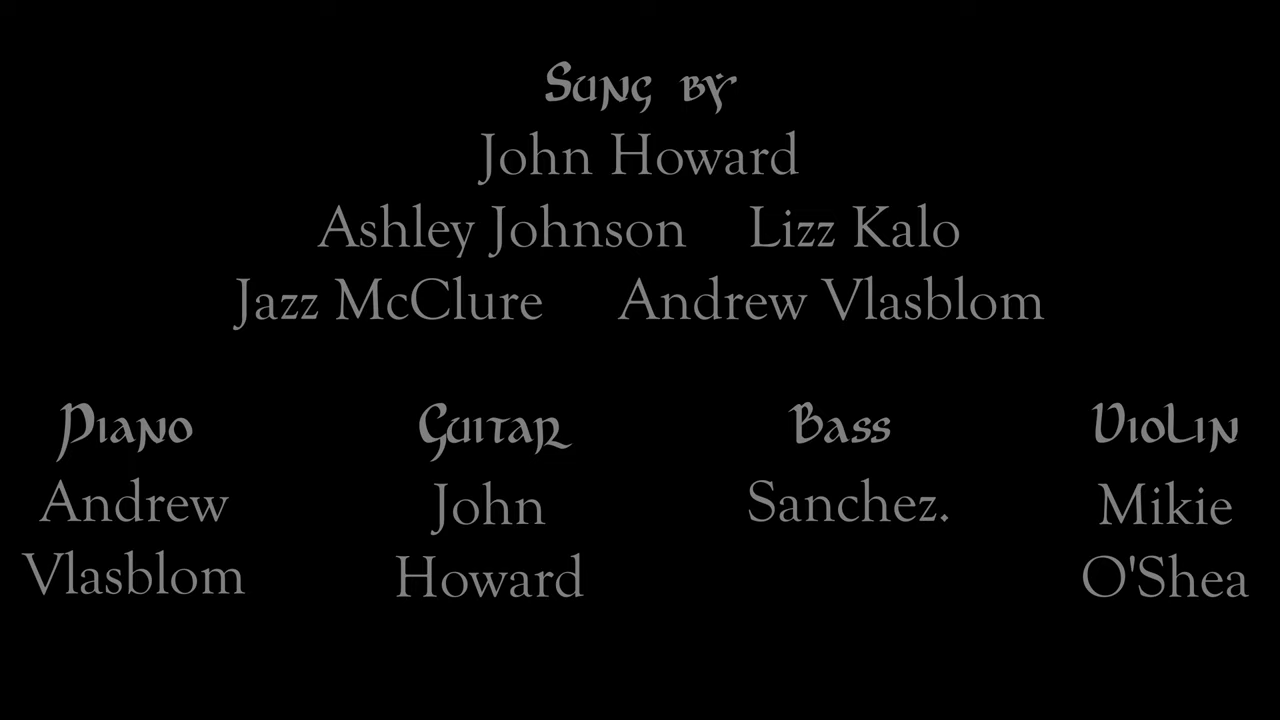 Sung by
John Howard
Ashley Johnson Lizz Kalo
Jazz McClure Andrew Vlasblom
Piano Guitar Bass Violin
Andrew John Sanchez. Mikie
Vlasblom Howard O'Shea